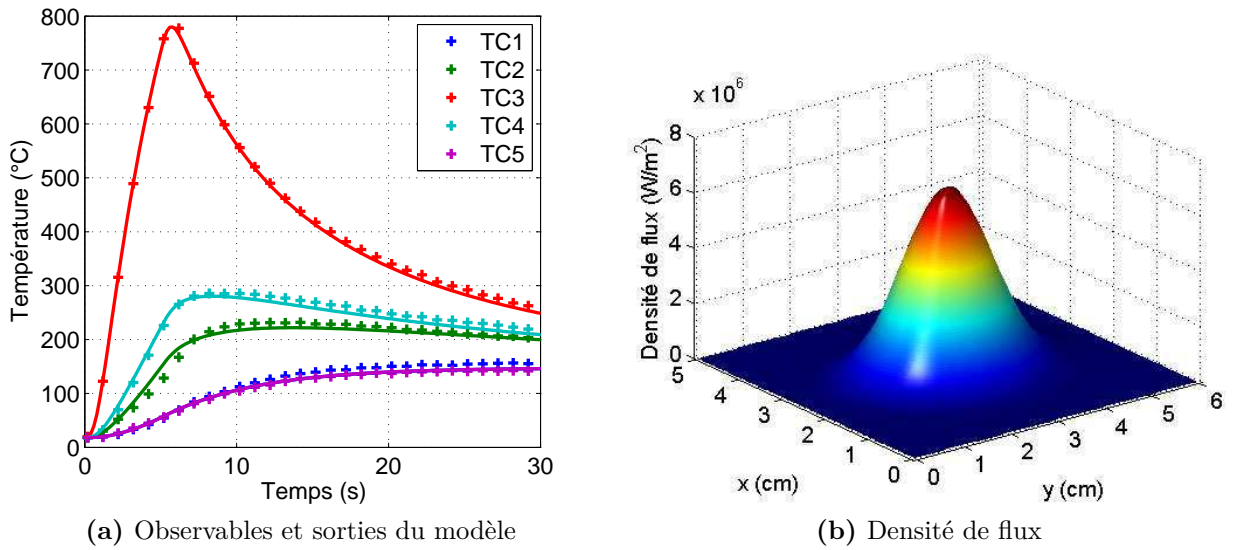 800
700
600
500
400
300
200
100
0
Température (°C)
0
10
20
30
Temps (s)
TC1
TC2
TC3
TC4
TC5
(a) Observables et sorties du modèle
x 10^6
8
6
4
2
0
Densité de flux (W/m²)
5
4
3
2
1
0
x (cm)
0
1
2
3
4
5
6
y (cm)
(b) Densité de flux